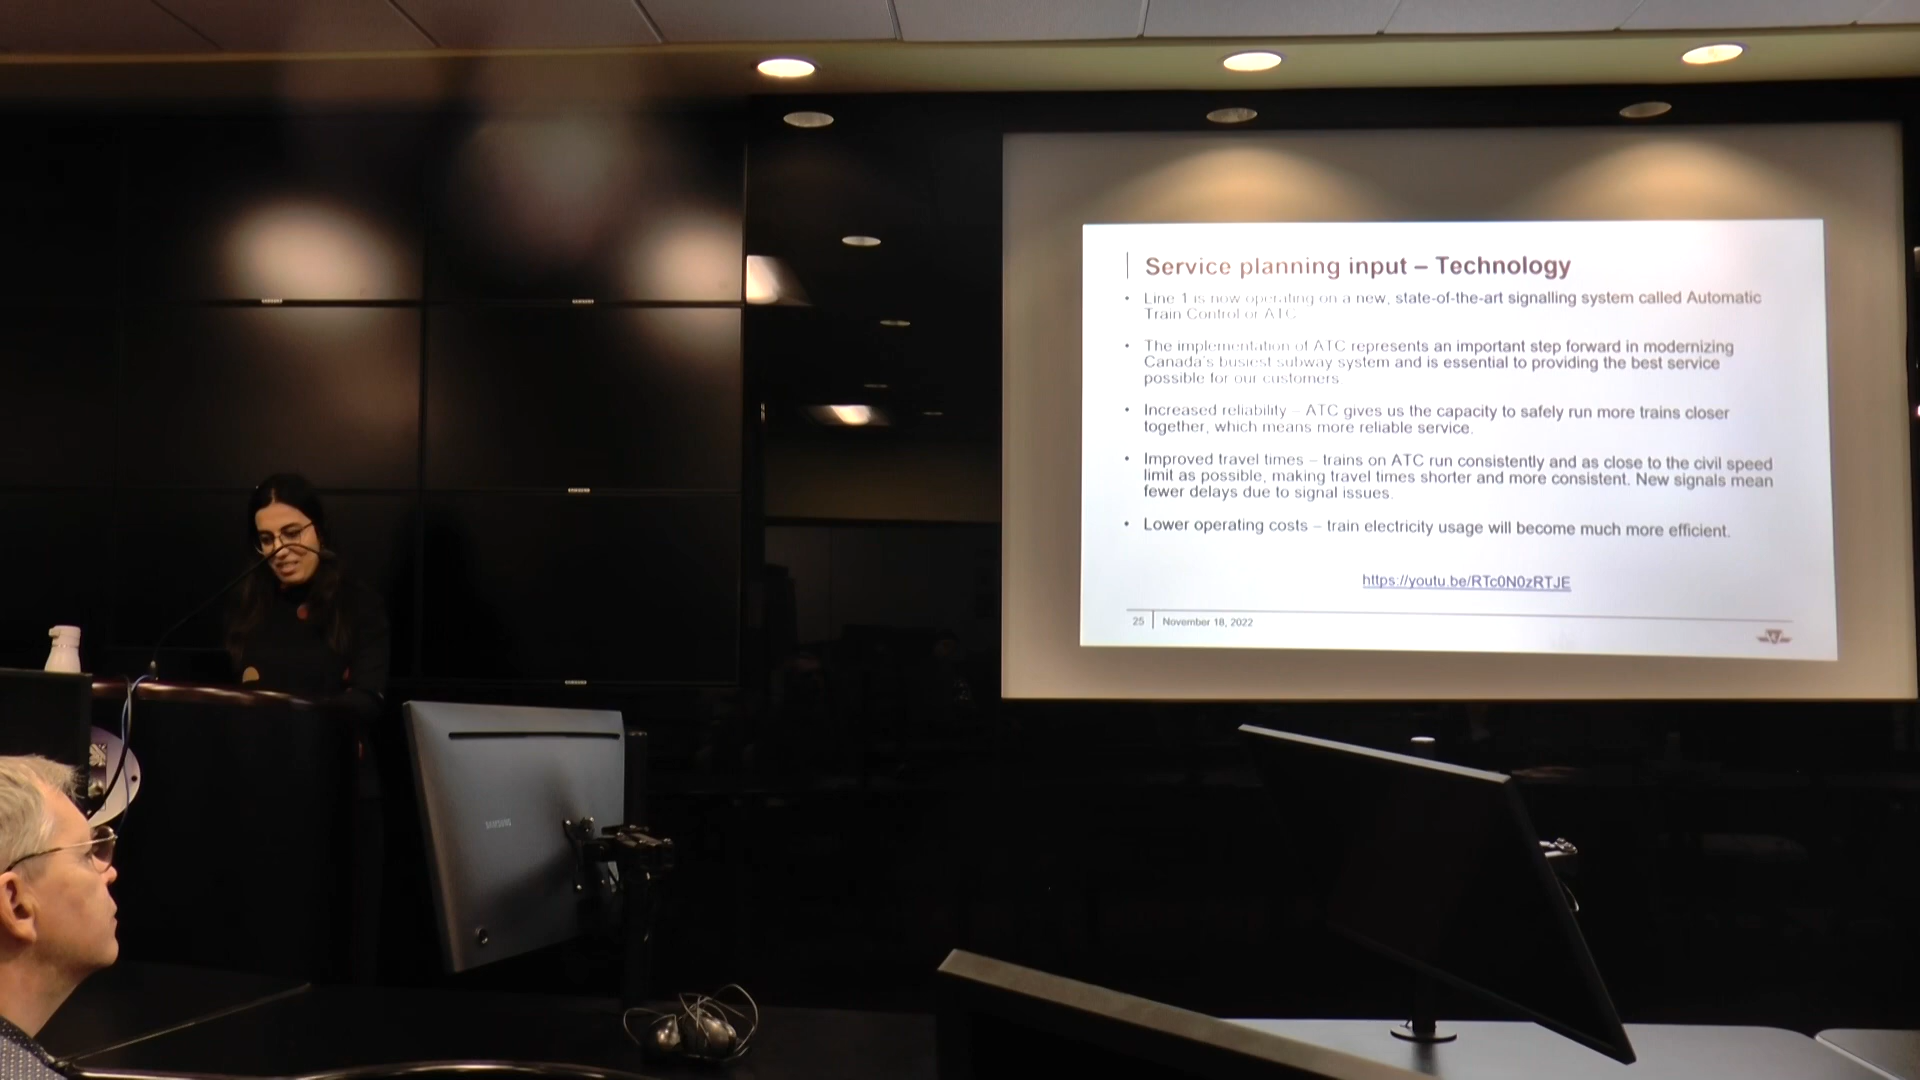 Service planning input – Technology
• Line 1 is now operating on a new, state-of-the-art signalling system called Automatic
Train Control or ATC
• The implementation of ATC represents an important step forward in modernizing
Canada's busiest subway system and is essential to providing the best service
possible for our customers
• Increased reliability – ATC gives us the capacity to safely run more trains closer
together, which means more reliable service.
• Improved travel times – trains on ATC run consistently and as close to the civil speed
limit as possible, making travel times shorter and more consistent. New signals mean
fewer delays due to signal issues.
• Lower operating costs – train electricity usage will become much more efficient.
https://youtu.be/RTc0N0zRTJE
25 November 18, 2022
SAMSUNG